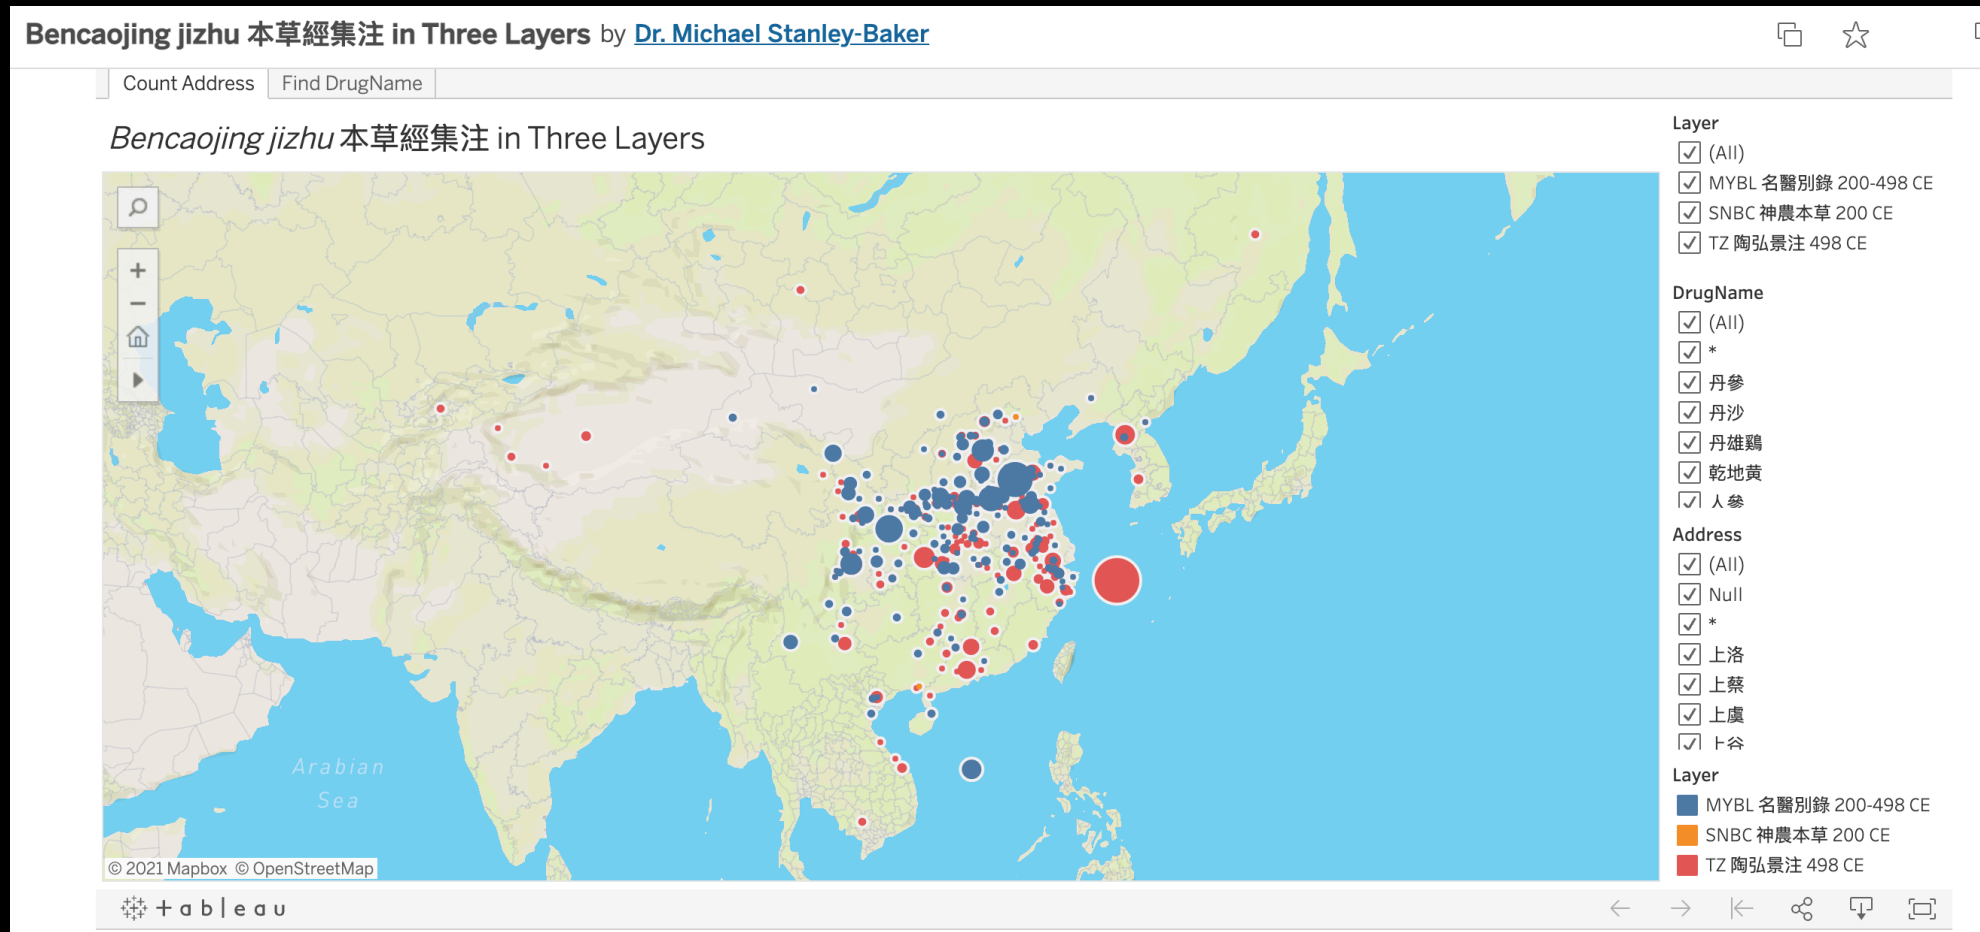 Bencaojing jizhu 本草經集注 in Three Layers by Dr. Michael Stanley-Baker
Count Address
Find DrugName
Bencaojing jizhu 本草經集注 in Three Layers
Arabian
Sea
© 2021 Mapbox © OpenStreetMap
Layer
(All)
MYBL 名醫別錄 200-498 CE
SNBC 神農本草 200 CE
TZ 陶弘景注 498 CE
DrugName
(All)
*
丹參
丹沙
丹雄鷄
乾地黄
人參
Address
(All)
Null
*
上洛
上蔡
上虞
上谷
Layer
MYBL 名醫別錄 200-498 CE
SNBC 神農本草 200 CE
TZ 陶弘景注 498 CE
+ableau